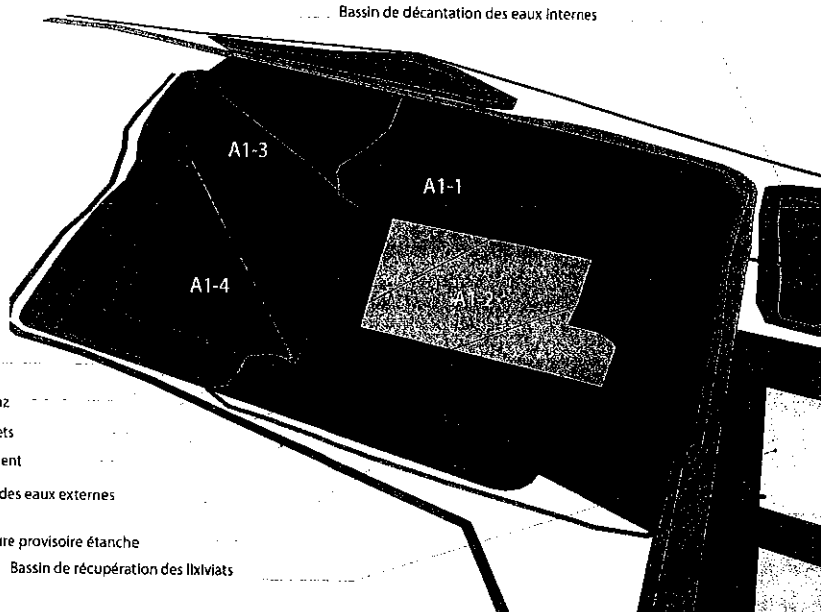 Bassin de décantation des eaux internes
A1-3
A1-1
A1-2
A1-4
az
ets
ent
des eaux externes
ure provisoire étanche
Bassin de récupération des lixiviats